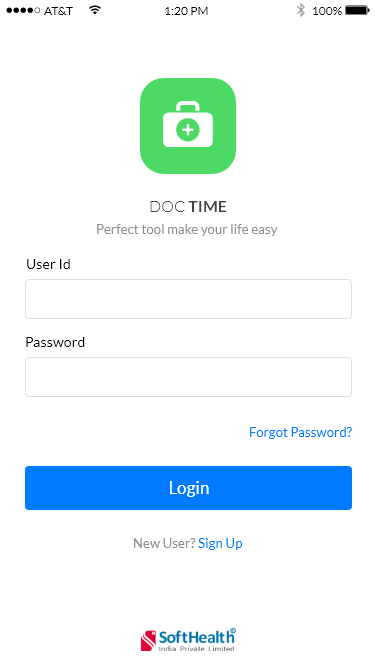 AT&T 1:20 PM 100%
DOC TIME
Perfect tool make your life easy
User Id
Password
Forgot Password?
Login
New User? Sign Up
SoftHealth®
India Private Limited